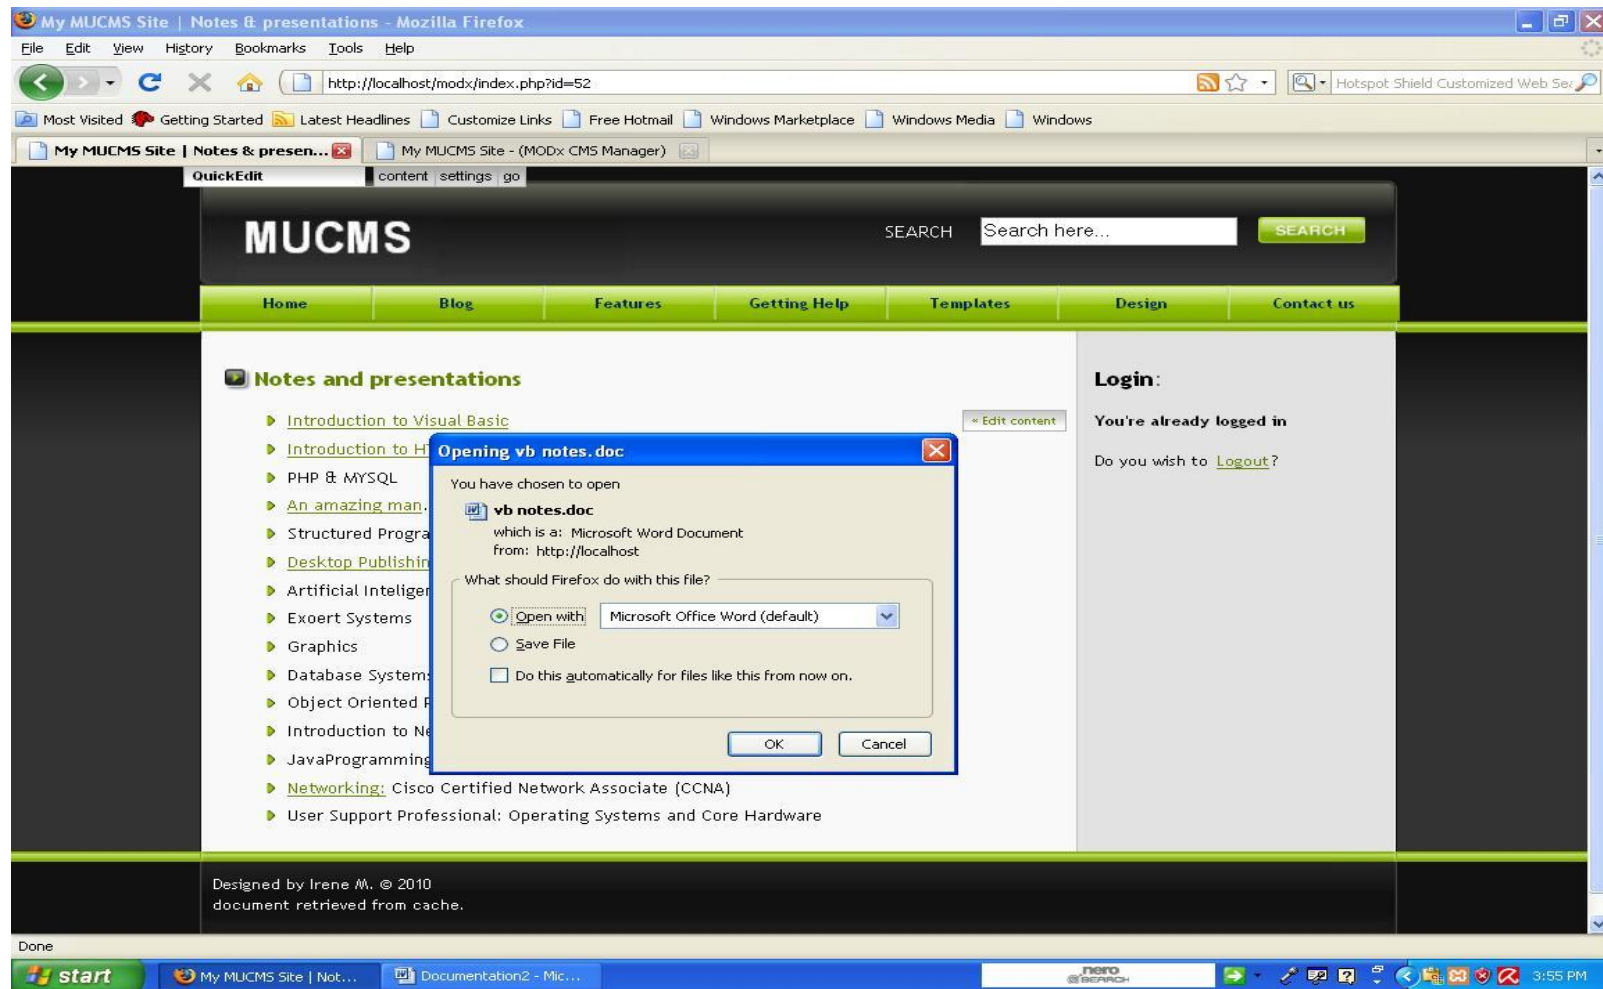 My MUCMS Site | Notes & presentations - Mozilla Firefox
File Edit View History Bookmarks Tools Help
http://localhost/modx/index.php?id=52
Hotspot Shield Customized Web Sea
Most Visited Getting Started Latest Headlines Customize Links Free Hotmail Windows Marketplace Windows Media Windows
My MUCMS Site | Notes & presen... My MUCMS Site - (MODx CMS Manager)
QuickEdit content settings go
MUCMS
SEARCH Search here... SEARCH
Home Blog Features Getting Help Templates Design Contact us
Notes and presentations
Introduction to Visual Basic
« Edit content
Introduction to H
PHP & MYSQL
An amazing man.
Structured Progra
Desktop Publishin
Artificial Inteliger
Exoert Systems
Graphics
Database Systems
Object Oriented P
Introduction to Ne
JavaProgramming
Networking: Cisco Certified Network Associate (CCNA)
User Support Professional: Operating Systems and Core Hardware
Opening vb notes.doc
You have chosen to open
vb notes.doc
which is a: Microsoft Word Document
from: http://localhost
What should Firefox do with this file?
Open with Microsoft Office Word (default)
Save File
Do this automatically for files like this from now on.
OK Cancel
Login:
You're already logged in
Do you wish to Logout?
Designed by Irene M. © 2010
document retrieved from cache.
Done
start My MUCMS Site | Not... Documentation2 - Mic... nero SEARCH 3:55 PM